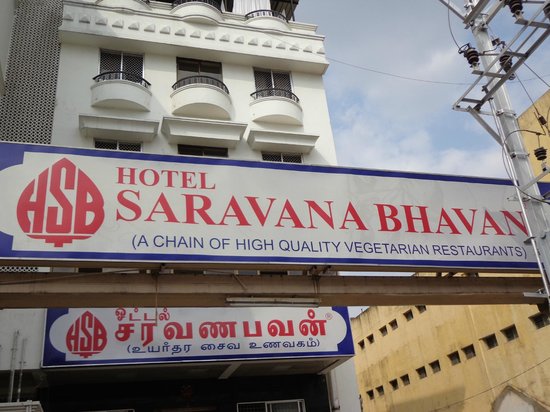 HSB
HOTEL
SARAVANA BHAVAN
(A CHAIN OF HIGH QUALITY VEGETARIAN RESTAURANTS)
HSB
ஓட்டல்
சரவணபவன்®
(உயர்தர சைவ உணவகம்)